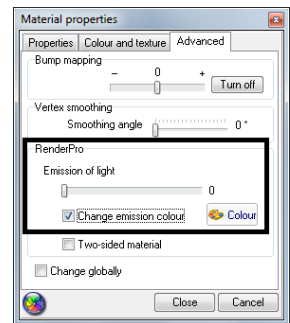 Material properties
Properties Colour and texture Advanced
Bump mapping
- 0 +
Turn off
Vertex smoothing
Smoothing angle 0 °
RenderPro
Emission of light
0
Change emission colour Colour
Two-sided material
Change globally
Close Cancel